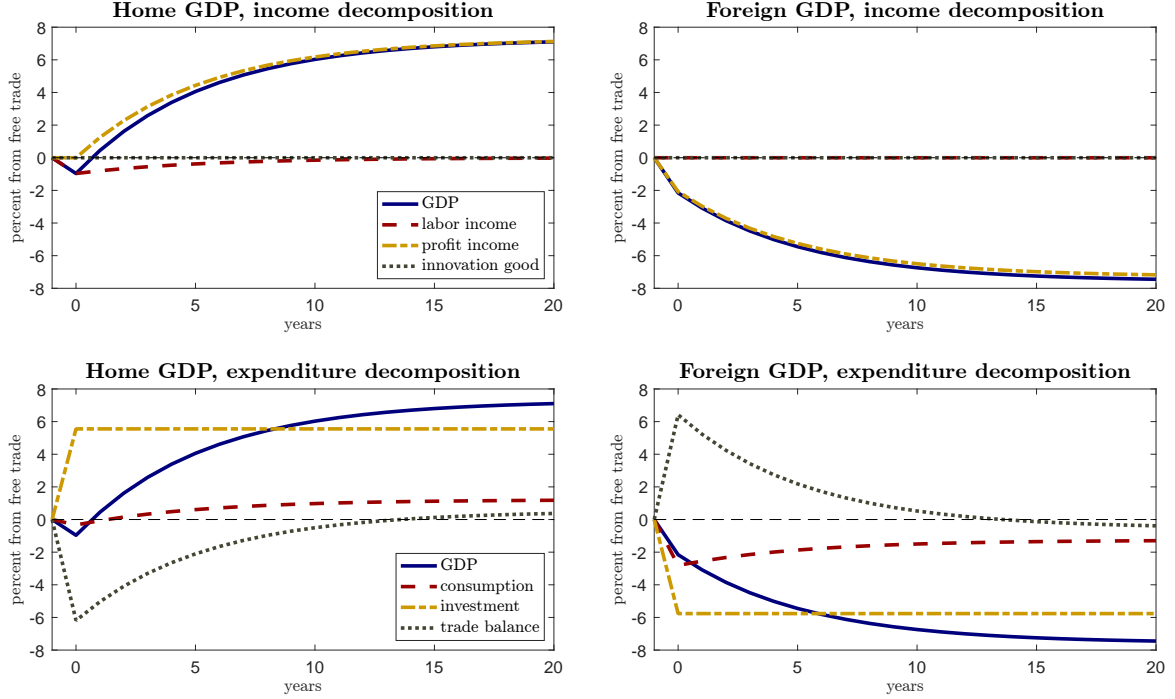 Home GDP, income decomposition
percent from free trade
8
6
4
2
0
-2
-4
-6
-8
GDP
labor income
profit income
innovation good
0
5
10
15
20
years
Foreign GDP, income decomposition
percent from free trade
8
6
4
2
0
-2
-4
-6
-8
0
5
10
15
20
years
Home GDP, expenditure decomposition
percent from free trade
8
6
4
2
0
-2
-4
-6
-8
GDP
consumption
investment
trade balance
0
5
10
15
20
years
Foreign GDP, expenditure decomposition
percent from free trade
8
6
4
2
0
-2
-4
-6
-8
0
5
10
15
20
years